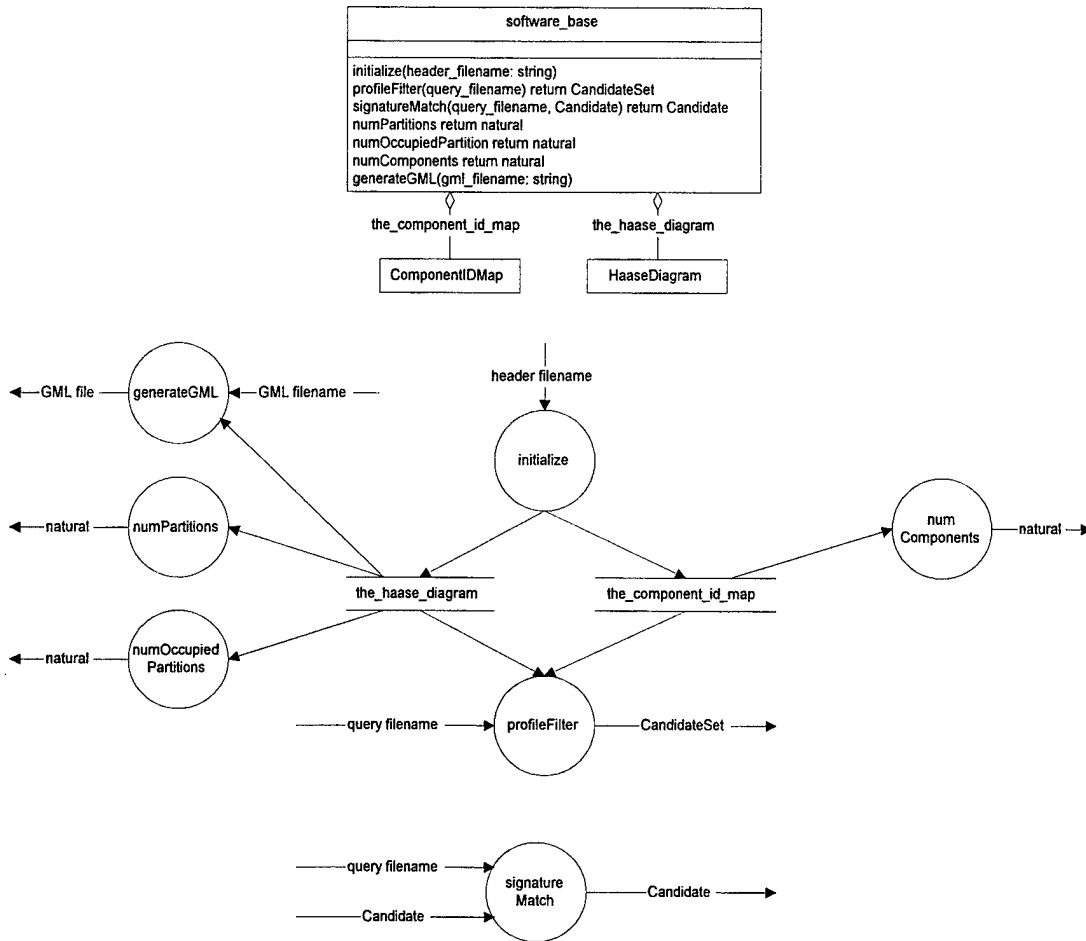 software_base
initialize(header_filename: string)
profileFilter(query_filename) return CandidateSet
signatureMatch(query_filename, Candidate) return Candidate
numPartitions return natural
numOccupiedPartition return natural
numComponents return natural
generateGML(gml_filename: string)
the_component_id_map
the_haase_diagram
ComponentIDMap
HaaseDiagram
GML file
generateGML
GML filename
header filename
initialize
natural
numPartitions
num
Components
natural
the_haase_diagram
the_component_id_map
natural
numOccupied
Partitions
query filename
profileFilter
CandidateSet
query filename
signature
Match
Candidate
Candidate